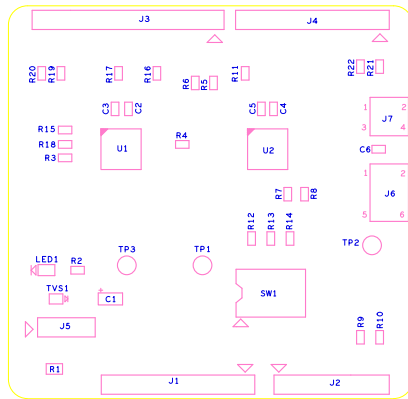 J3
J4
R20 R19 R17 R16 R6 R5 R11 R22 R21
C3 C2 C5 C4
1 2
J7
3 4
R15
R18
R3
U1
R4
U2
C6
1 2
J6
5 6
R7 R8
R12 R13 R14
TP2
TP3
TP1
LED1
R2
TVS1
+
C1
SW1
J5
R9 R10
R1
J1
J2